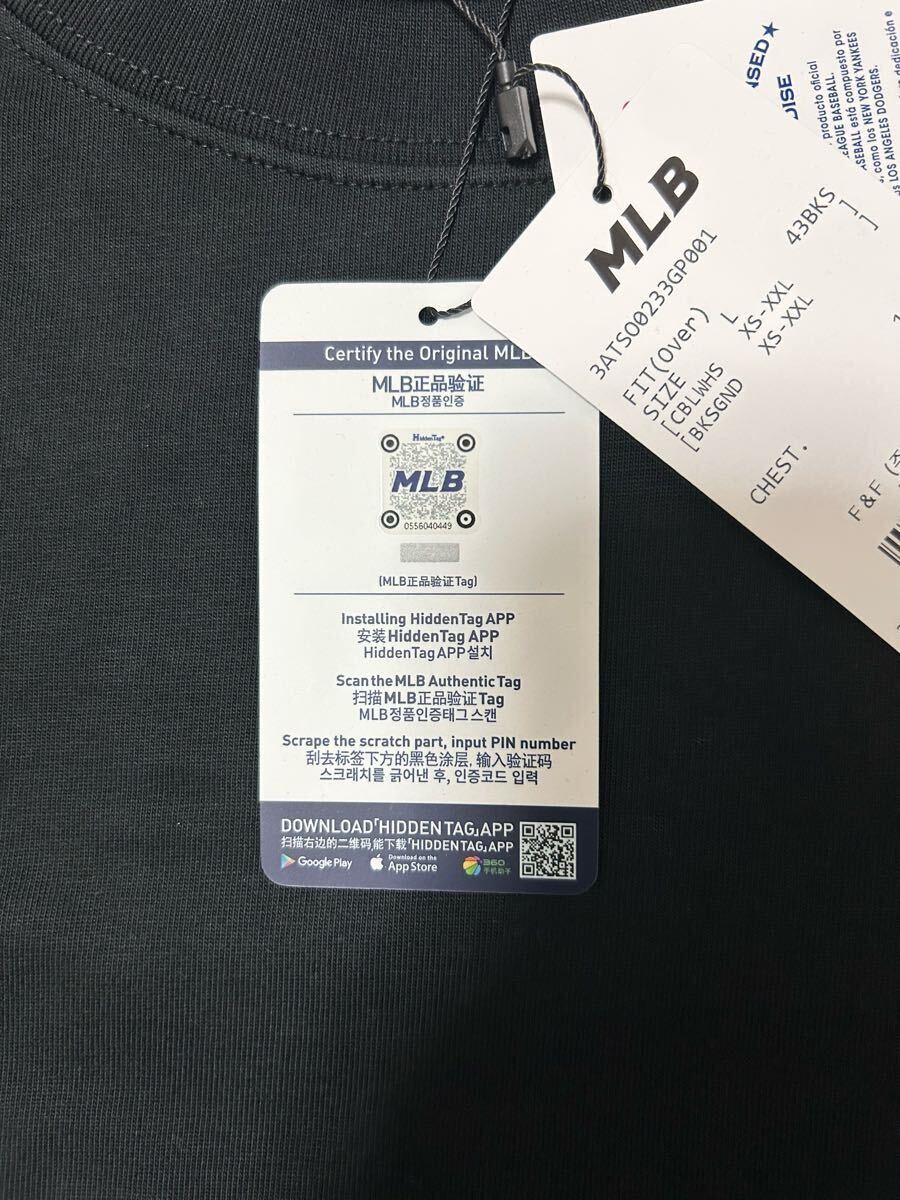 Certify the Original MLB
MLB正品验证
MLB정품인증
HiddenTag
MLB
0556040449
(MLB正品验证Tag)
Installing HiddenTag APP
安装HiddenTag APP
HiddenTag APP설치
Scan the MLB Authentic Tag
扫描MLB正品验证Tag
MLB정품인증태그스캔
Scrape the scratch part, input PIN number
刮去标签下方的黑色涂层, 输入验证码
스크래치를 긁어낸 후, 인증코드 입력
DOWNLOAD「HIDDENTAG」APP
扫描右边的二维码,能下载「HIDDENTAG」APP
Google Play
Download on the
App Store
360
手机助手
MLB
3ATSO0233GP001
43BKS
FIT(Over)
SIZE L
[CBLWHS XS-XXL ]
[BKSGND XS-XXL ]
CHEST.
F&F
producto oficial
LEAGUE BASEBALL.
BASEBALL está compuesto por
como los NEW YORK YANKEES
LOS ANGELES DODGERS.
dedicación e